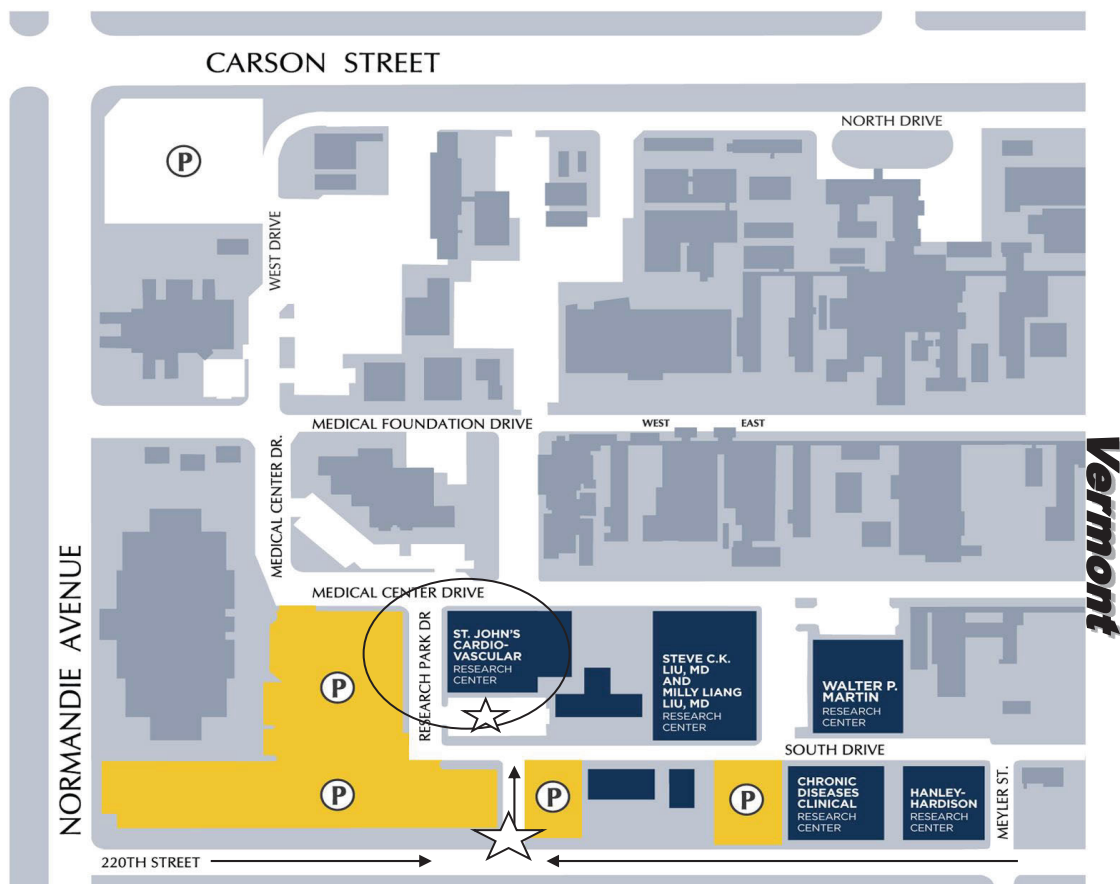 CARSON STREET
NORTH DRIVE
P
WEST DRIVE
MEDICAL FOUNDATION DRIVE
WEST
EAST
MEDICAL CENTER DR.
Vermont
NORMANDIE AVENUE
MEDICAL CENTER DRIVE
RESEARCH PARK DR
ST. JOHN'S
CARDIO-
VASCULAR
RESEARCH
CENTER
STEVE C.K.
LIU, MD
AND
MILLY LIANG
LIU, MD
RESEARCH
CENTER
WALTER P.
MARTIN
RESEARCH
CENTER
P
SOUTH DRIVE
P
P
P
CHRONIC
DISEASES
CLINICAL
RESEARCH
CENTER
HANLEY-
HARDISON
RESEARCH
CENTER
MEYLER ST.
220TH STREET